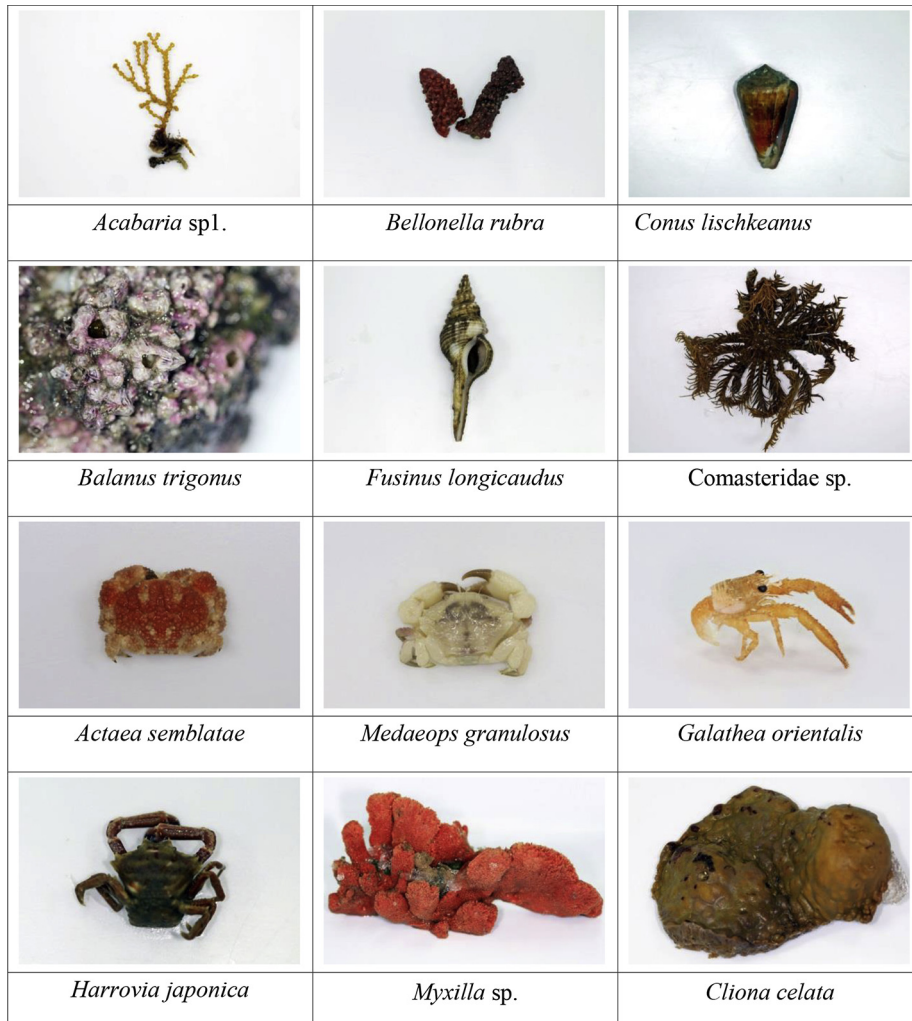 Acabaria sp1.
Bellonella rubra
Conus lischkeanus
Balanus trigonus
Fusinus longicaudus
Comasteridae sp.
Actaea semblatae
Medaeops granulosus
Galathea orientalis
Harrovia japonica
Myxilla sp.
Cliona celata